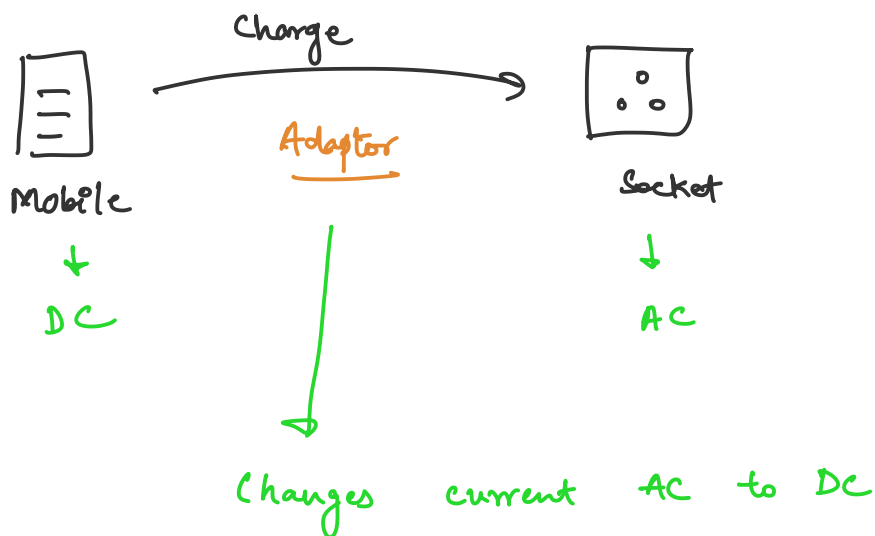 Charge
Adaptor
Mobile
Socket
DC
AC
Changes current AC to DC